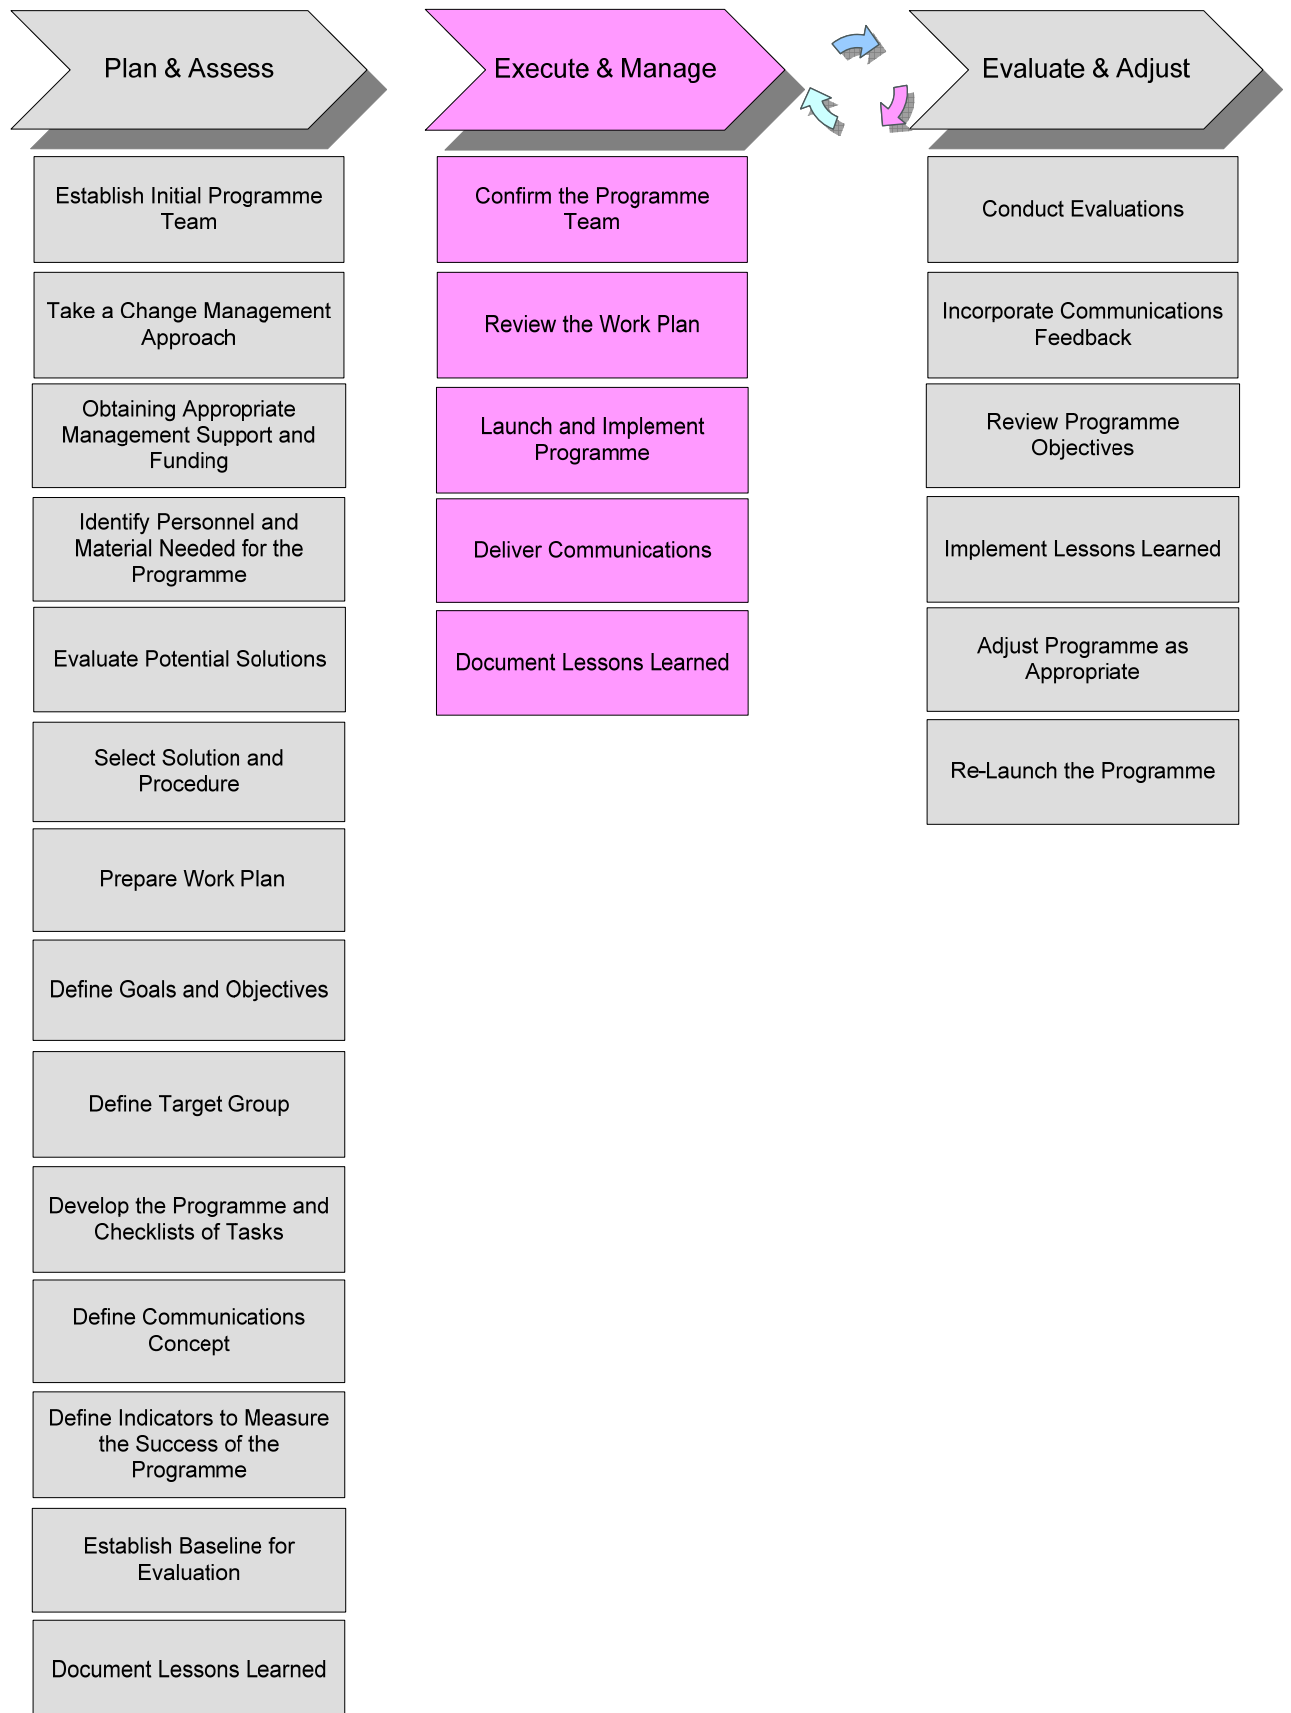 Plan & Assess
Establish Initial Programme
Team
Take a Change Management
Approach
Obtaining Appropriate
Management Support and
Funding
Identify Personnel and
Material Needed for the
Programme
Evaluate Potential Solutions
Select Solution and
Procedure
Prepare Work Plan
Define Goals and Objectives
Define Target Group
Develop the Programme and
Checklists of Tasks
Define Communications
Concept
Define Indicators to Measure
the Success of the
Programme
Establish Baseline for
Evaluation
Document Lessons Learned
Execute & Manage
Confirm the Programme
Team
Review the Work Plan
Launch and Implement
Programme
Deliver Communications
Document Lessons Learned
Evaluate & Adjust
Conduct Evaluations
Incorporate Communications
Feedback
Review Programme
Objectives
Implement Lessons Learned
Adjust Programme as
Appropriate
Re-Launch the Programme